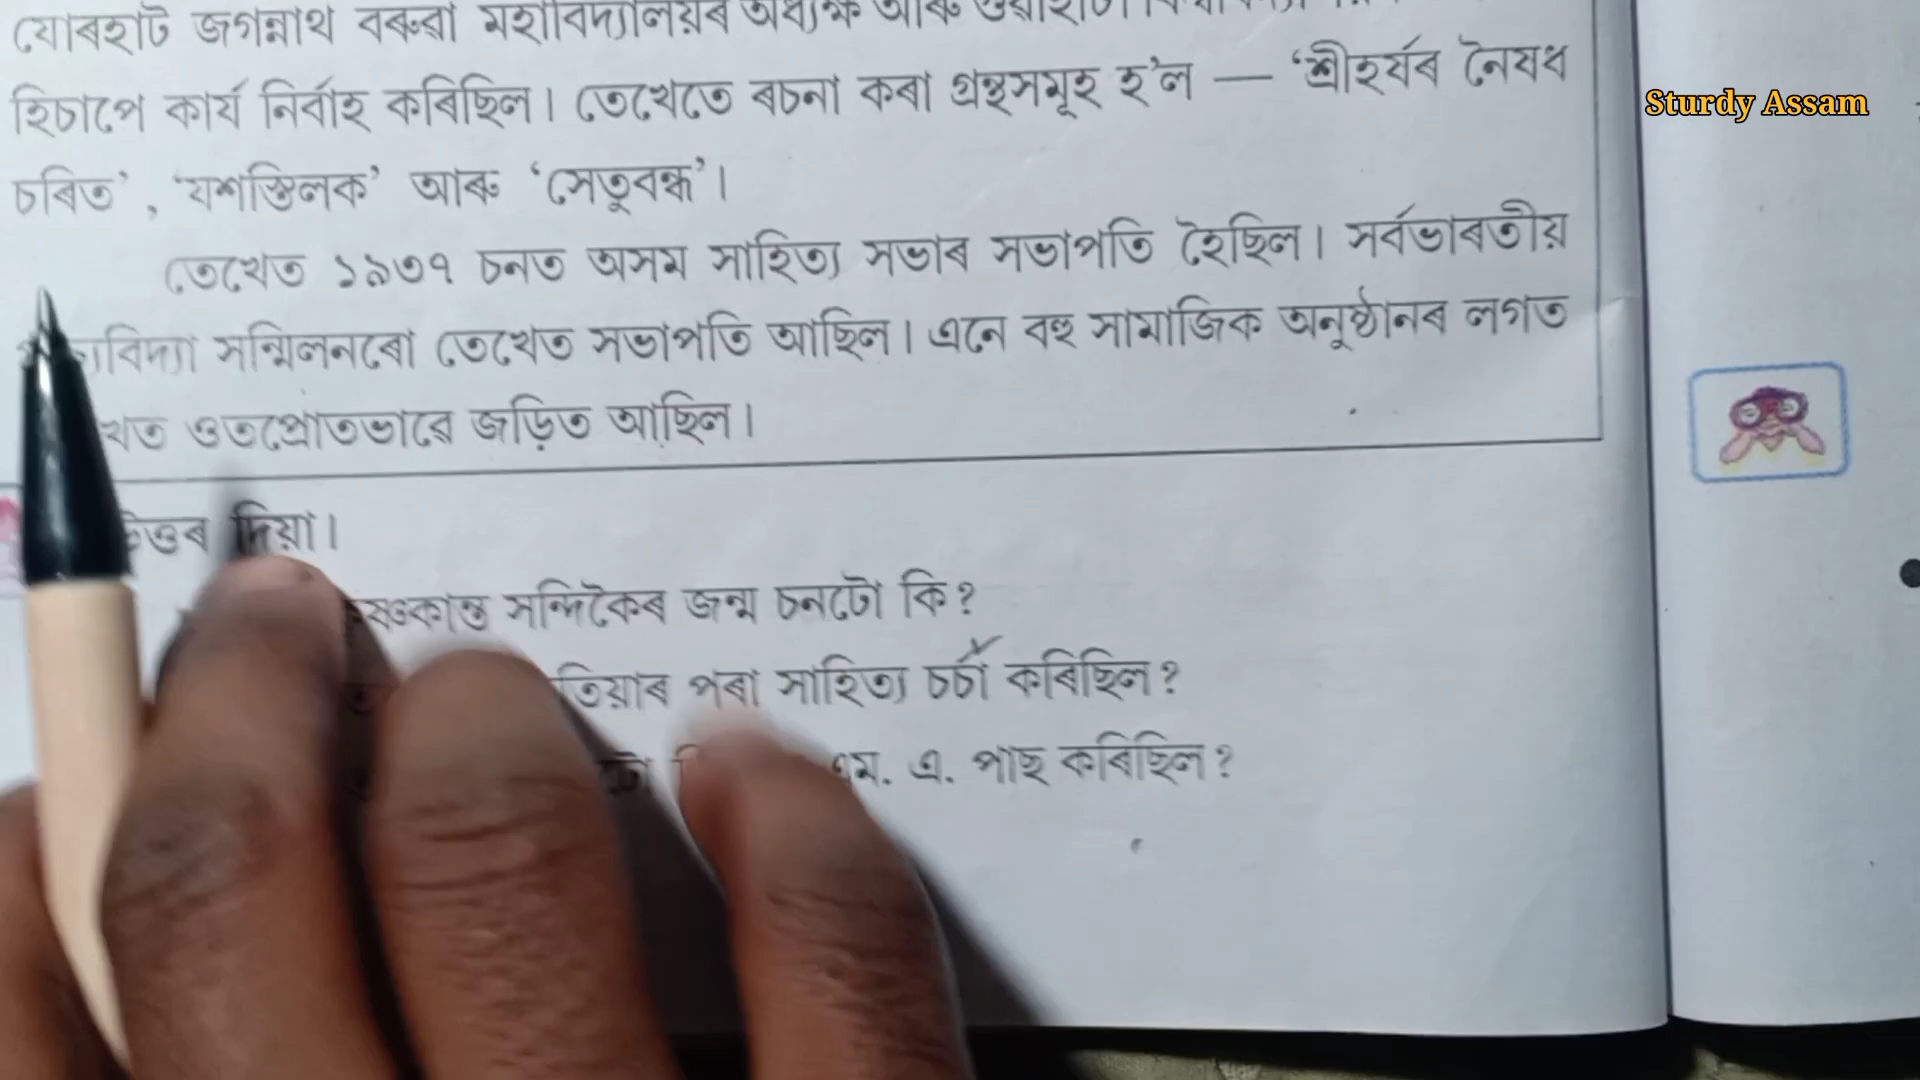 যোৰহাট জগন্নাথ বৰুৱা মহাবিদ্যালয়ৰ অধ্যক্ষ আৰু
হিচাপে কাৰ্য নিৰ্বাহ কৰিছিল। তেখেতে ৰচনা কৰা গ্ৰন্থসমূহ হ’ল — ‘শ্ৰীহৰ্ষৰ নৈষধ
চৰিত’, ‘যশস্তিলক’ আৰু ‘সেতুবন্ধ’।
তেখেত ১৯৩৭ চনত অসম সাহিত্য সভাৰ সভাপতি হৈছিল। সৰ্বভাৰতীয়
সন্মিলনৰো তেখেত সভাপতি আছিল। এনে বহু সামাজিক অনুষ্ঠানৰ লগত
ওতপ্ৰোতভাৱে জড়িত আছিল।
দিয়া।
সন্দিকৈৰ জন্ম চনটো কি?
পৰা সাহিত্য চৰ্চা কৰিছিল?
এম. এ. পাছ কৰিছিল?
Sturdy Assam